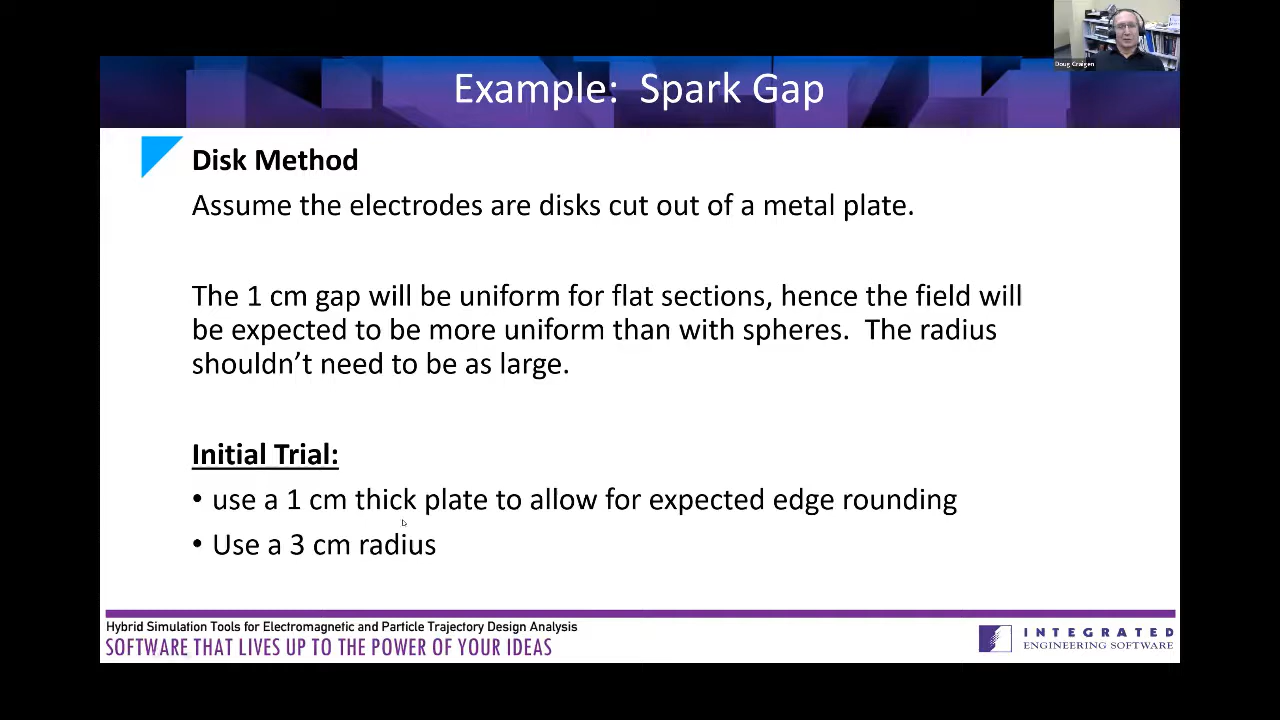 Doug Craigen
Example: Spark Gap
Disk Method
Assume the electrodes are disks cut out of a metal plate.
The 1 cm gap will be uniform for flat sections, hence the field will
be expected to be more uniform than with spheres. The radius
shouldn't need to be as large.
Initial Trial:
• use a 1 cm thick plate to allow for expected edge rounding
• Use a 3 cm radius
Hybrid Simulation Tools for Electromagnetic and Particle Trajectory Design Analysis
SOFTWARE THAT LIVES UP TO THE POWER OF YOUR IDEAS
INTEGRATED
ENGINEERING SOFTWARE